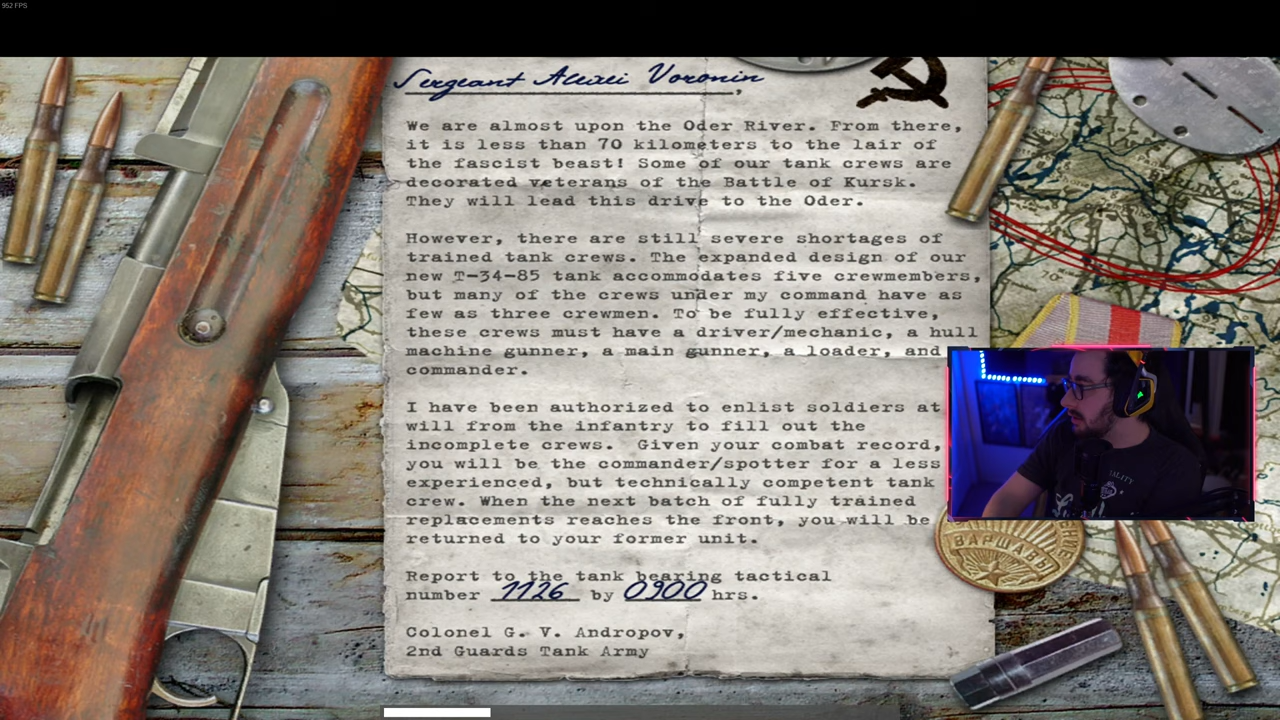 952 FPS
Sergeant Alexei Voronin,
We are almost upon the Oder River. From there,
it is less than 70 kilometers to the lair of
the fascist beast! Some of our tank crews are
decorated veterans of the Battle of Kursk.
They will lead this drive to the Oder.
However, there are still severe shortages of
trained tank crews. The expanded design of our
new T-34-85 tank accommodates five crewmembers,
but many of the crews under my command have as
few as three crewmen. To be fully effective,
these crews must have a driver/mechanic, a hull
machine gunner, a main gunner, a loader, and
commander.
I have been authorized to enlist soldiers at
will from the infantry to fill out the
incomplete crews. Given your combat record,
you will be the commander/spotter for a less
experienced, but technically competent tank
crew. When the next batch of fully trained
replacements reaches the front, you will be
returned to your former unit.
Report to the tank bearing tactical
number 1126 by 0900 hrs.
Colonel G. V. Andropov,
2nd Guards Tank Army
ВАРШАВЫ